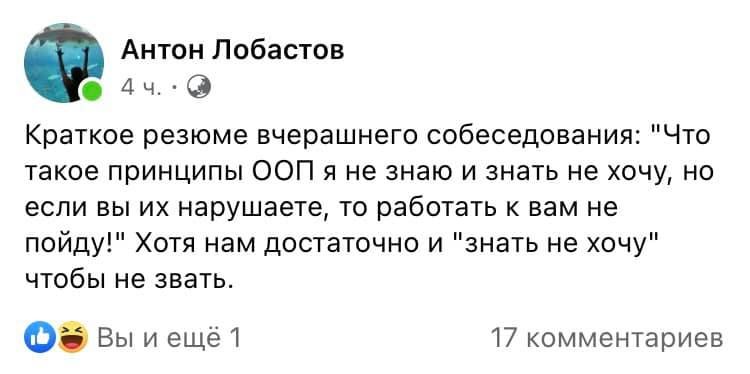 Антон Лобастов
4 ч. ·
Краткое резюме вчерашнего собеседования: "Что
такое принципы ООП я не знаю и знать не хочу, но
если вы их нарушаете, то работать к вам не
пойду!" Хотя нам достаточно и "знать не хочу"
чтобы не звать.
Вы и ещё 1
17 комментариев